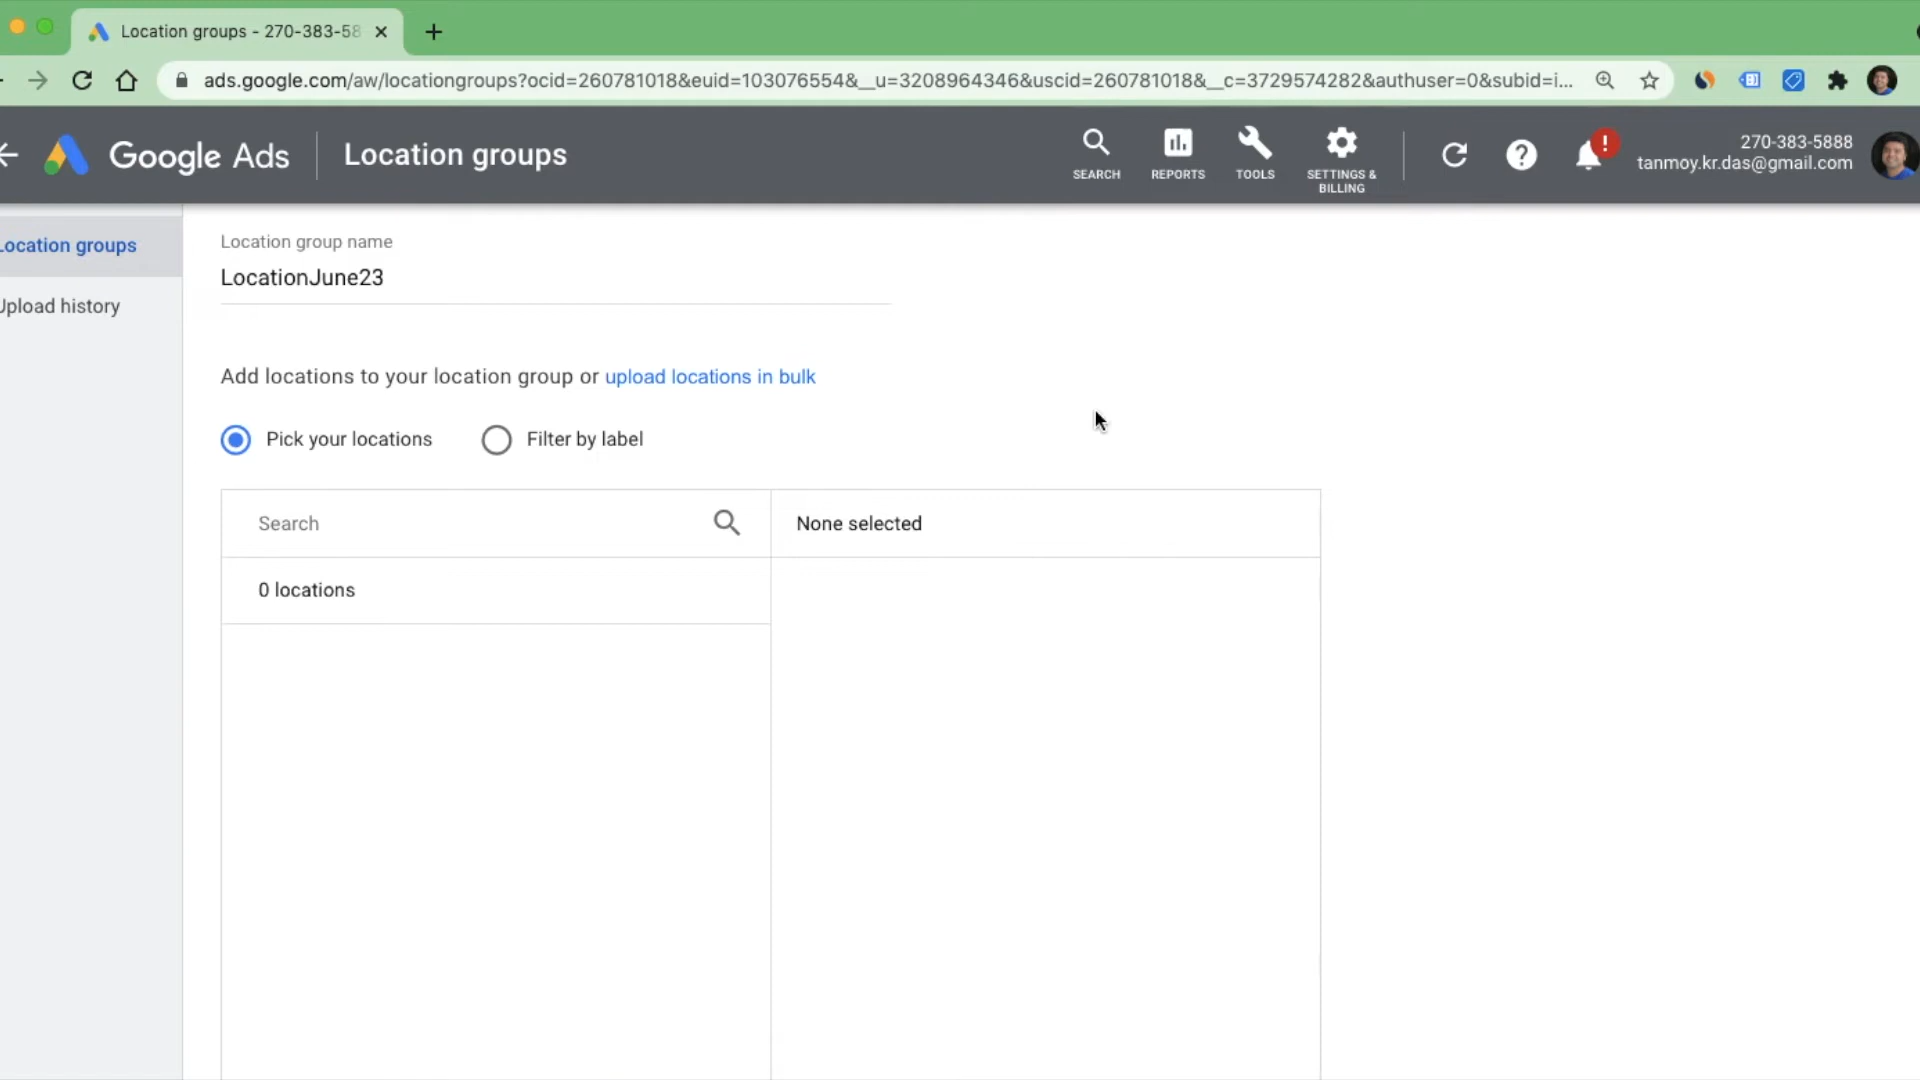 Location groups - 270-383-58
ads.google.com/aw/locationgroups?ocid=260781018&euid=103076554&__u=3208964346&uscid=260781018&__c=3729574282&authuser=0&subid=i...
Google Ads
Location groups
SEARCH
REPORTS
TOOLS
SETTINGS &
BILLING
270-383-5888
tanmoy.kr.das@gmail.com
Location groups
Upload history
Location group name
LocationJune23
Add locations to your location group or upload locations in bulk
Pick your locations
Filter by label
Search
None selected
0 locations